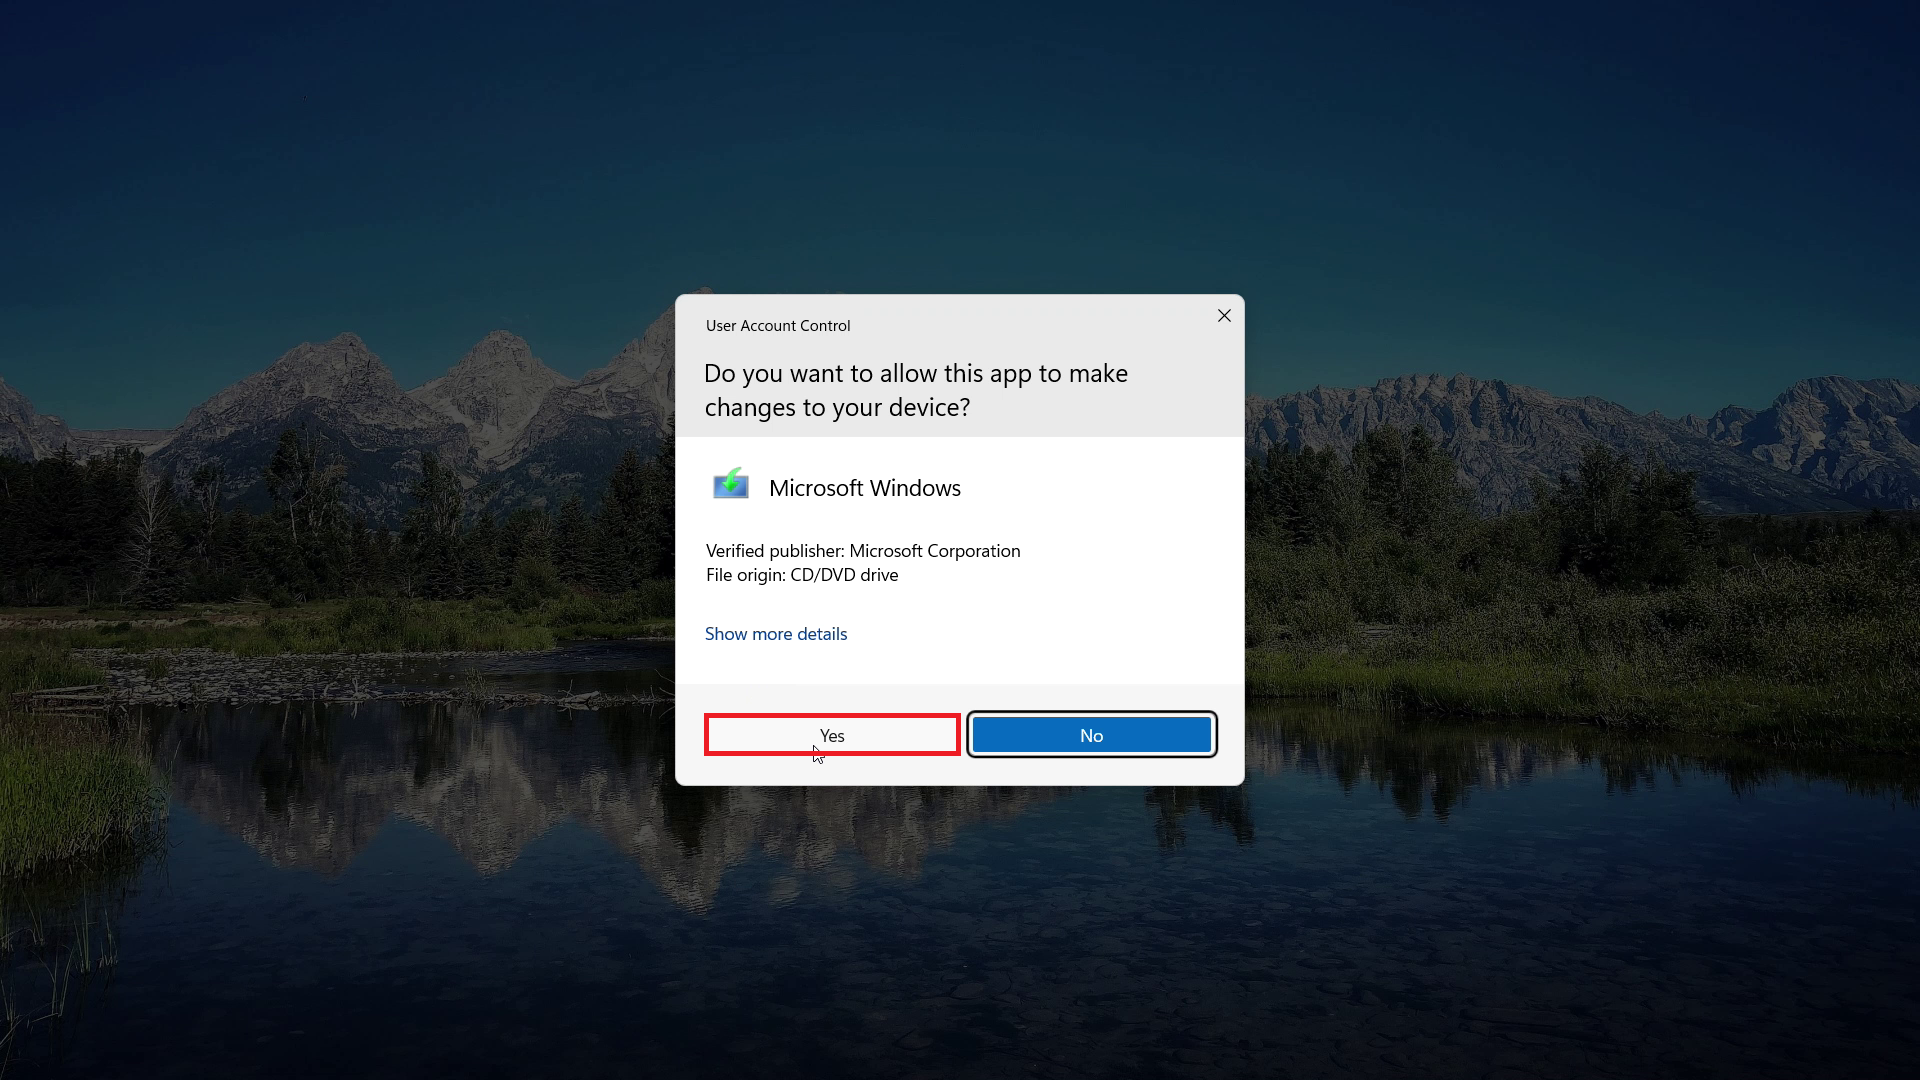 User Account Control
Do you want to allow this app to make
changes to your device?
Microsoft Windows
Verified publisher: Microsoft Corporation
File origin: CD/DVD drive
Show more details
Yes
No